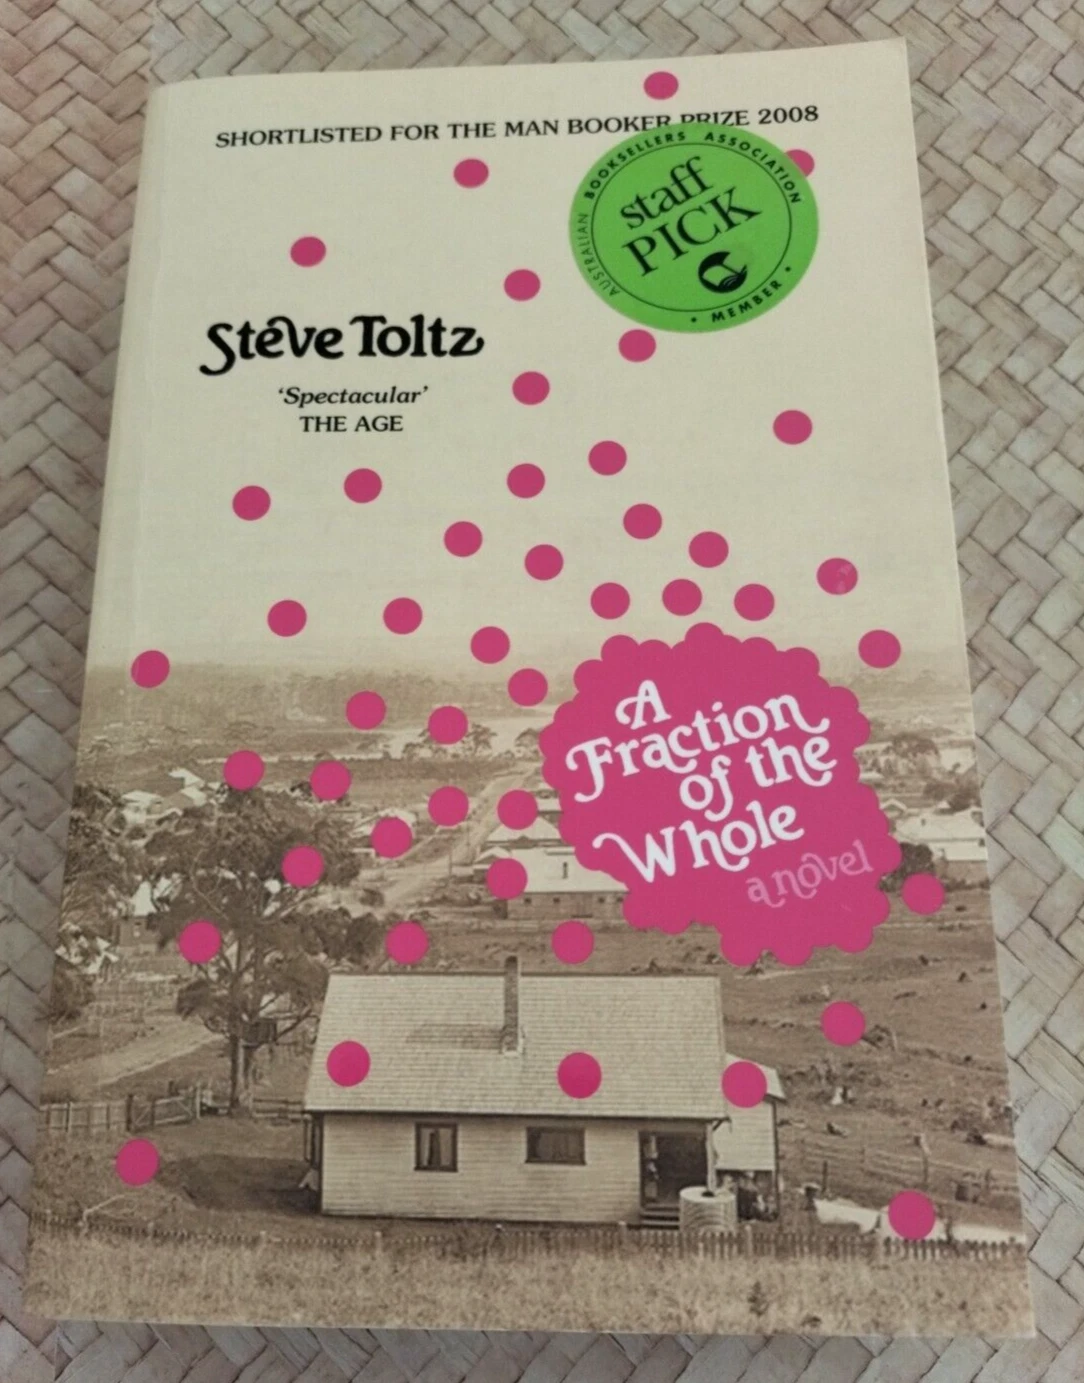 SHORTLISTED FOR THE MAN BOOKER PRIZE 2008
AUSTRALIAN BOOKSELLERS ASSOCIATION
staff
PICK
• MEMBER •
Steve Toltz
‘Spectacular’
THE AGE
A
Fraction
of the
Whole
a novel